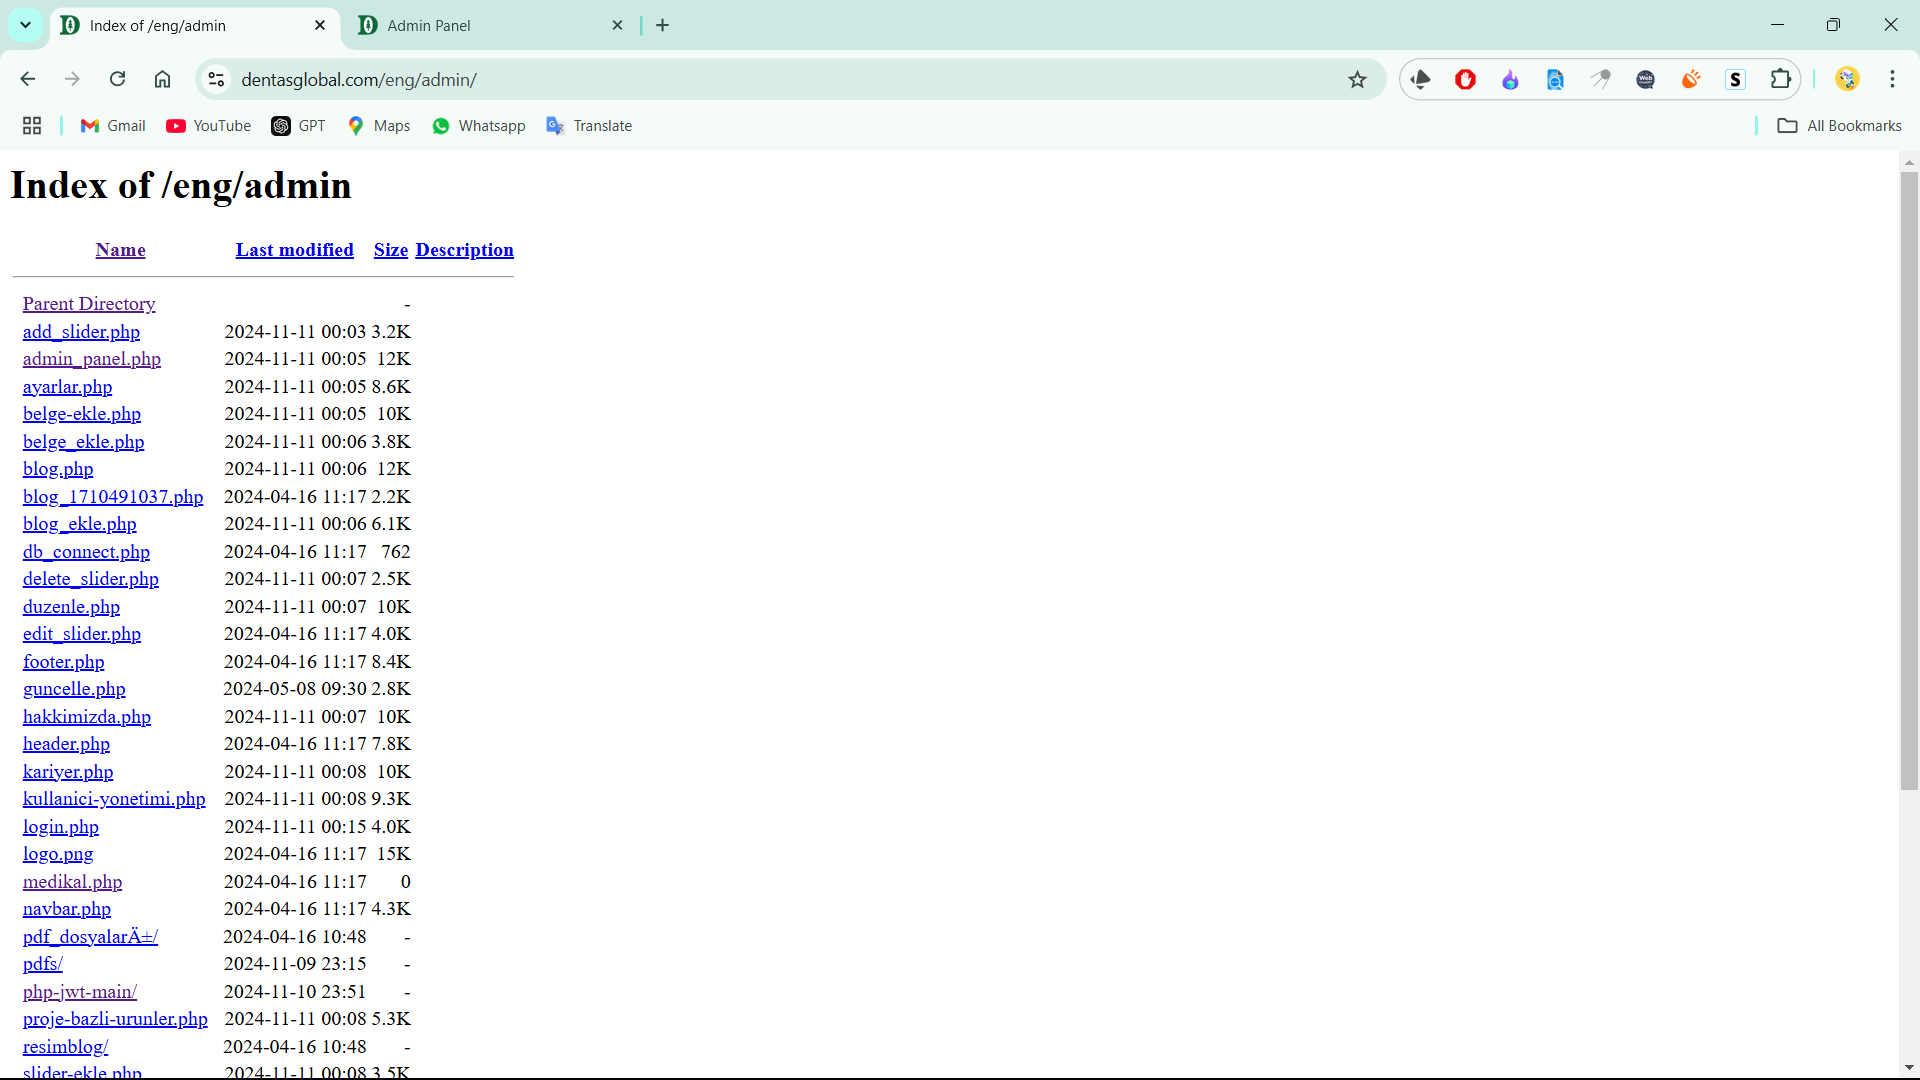 Index of /eng/admin
Admin Panel
dentasglobal.com/eng/admin/
Gmail
YouTube
GPT
Maps
Whatsapp
Translate
All Bookmarks
Index of /eng/admin
Name Last modified Size Description
Parent Directory -
add_slider.php 2024-11-11 00:03 3.2K
admin_panel.php 2024-11-11 00:05 12K
ayarlar.php 2024-11-11 00:05 8.6K
belge-ekle.php 2024-11-11 00:05 10K
belge_ekle.php 2024-11-11 00:06 3.8K
blog.php 2024-11-11 00:06 12K
blog_1710491037.php 2024-04-16 11:17 2.2K
blog_ekle.php 2024-11-11 00:06 6.1K
db_connect.php 2024-04-16 11:17 762
delete_slider.php 2024-11-11 00:07 2.5K
duzenle.php 2024-11-11 00:07 10K
edit_slider.php 2024-04-16 11:17 4.0K
footer.php 2024-04-16 11:17 8.4K
guncelle.php 2024-05-08 09:30 2.8K
hakkimizda.php 2024-11-11 00:07 10K
header.php 2024-04-16 11:17 7.8K
kariyer.php 2024-11-11 00:08 10K
kullanici-yonetimi.php 2024-11-11 00:08 9.3K
login.php 2024-11-11 00:15 4.0K
logo.png 2024-04-16 11:17 15K
medikal.php 2024-04-16 11:17 0
navbar.php 2024-04-16 11:17 4.3K
pdf_dosyalarÄ±/ 2024-04-16 10:48 -
pdfs/ 2024-11-09 23:15 -
php-jwt-main/ 2024-11-10 23:51 -
proje-bazli-urunler.php 2024-11-11 00:08 5.3K
resimblog/ 2024-04-16 10:48 -
slider-ekle.php 2024-11-11 00:08 3.5K